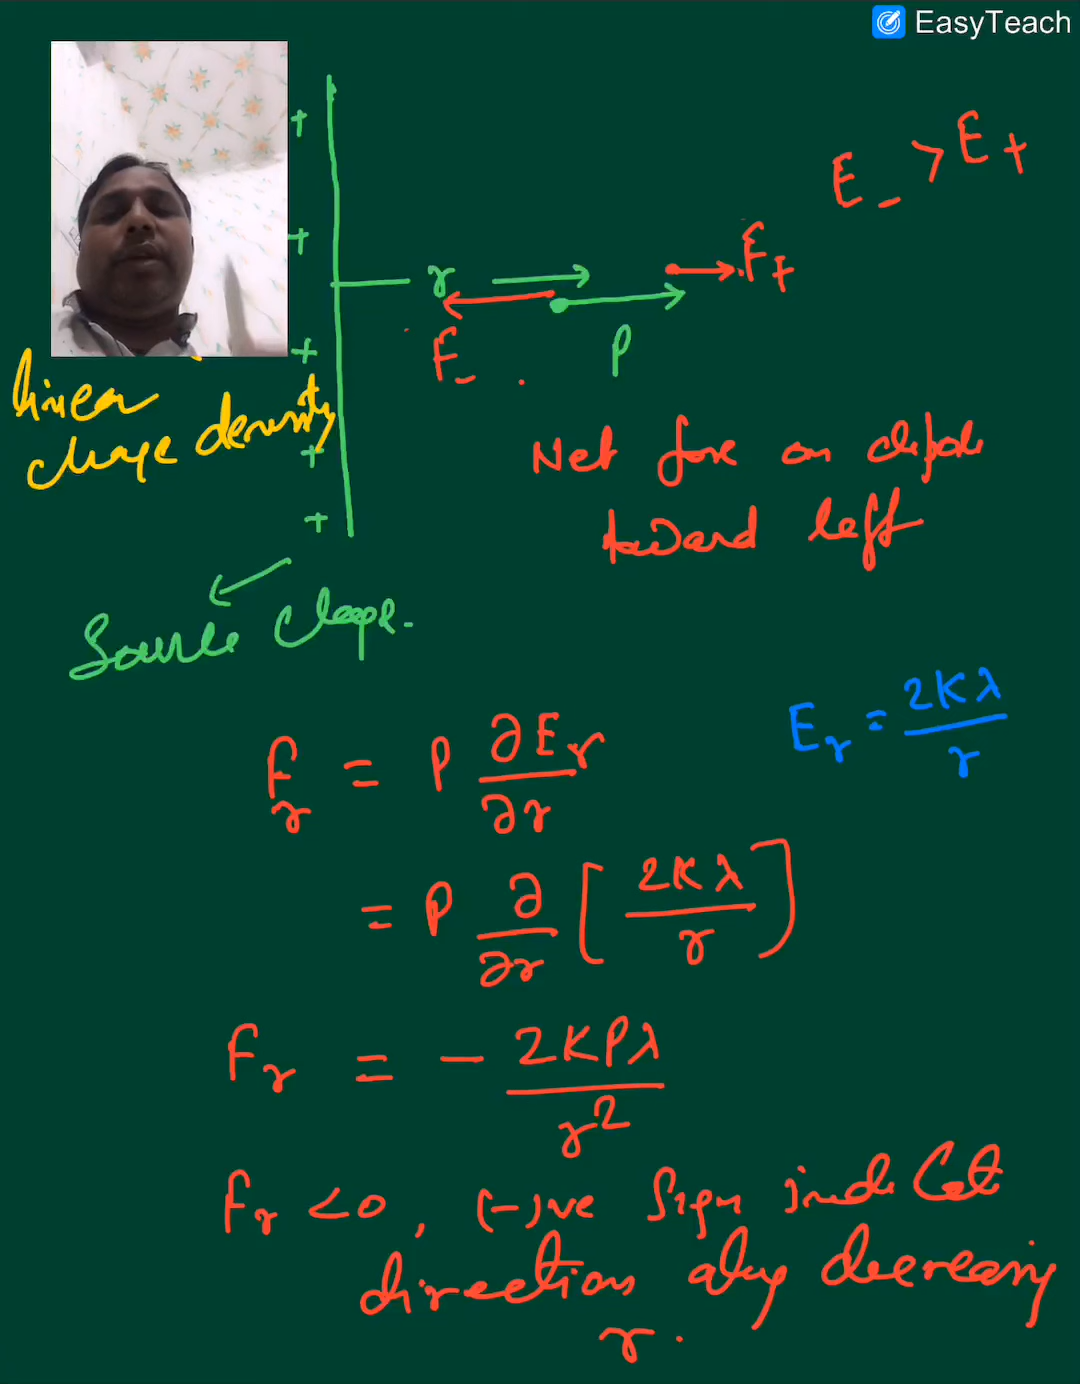 EasyTeach
+
E_ > E+
+
r
F+
F_
P
+
linear
charge density
+
Net force on dipole
toward left
+
Source charge.
Er = 2Kλ / r
Fr = P ∂Er / ∂r
= P ∂/∂r [ 2Kλ / r ]
Fr = - 2KPλ / r²
Fr < 0, (-)ve sign indicat
direction along decreasing
r.